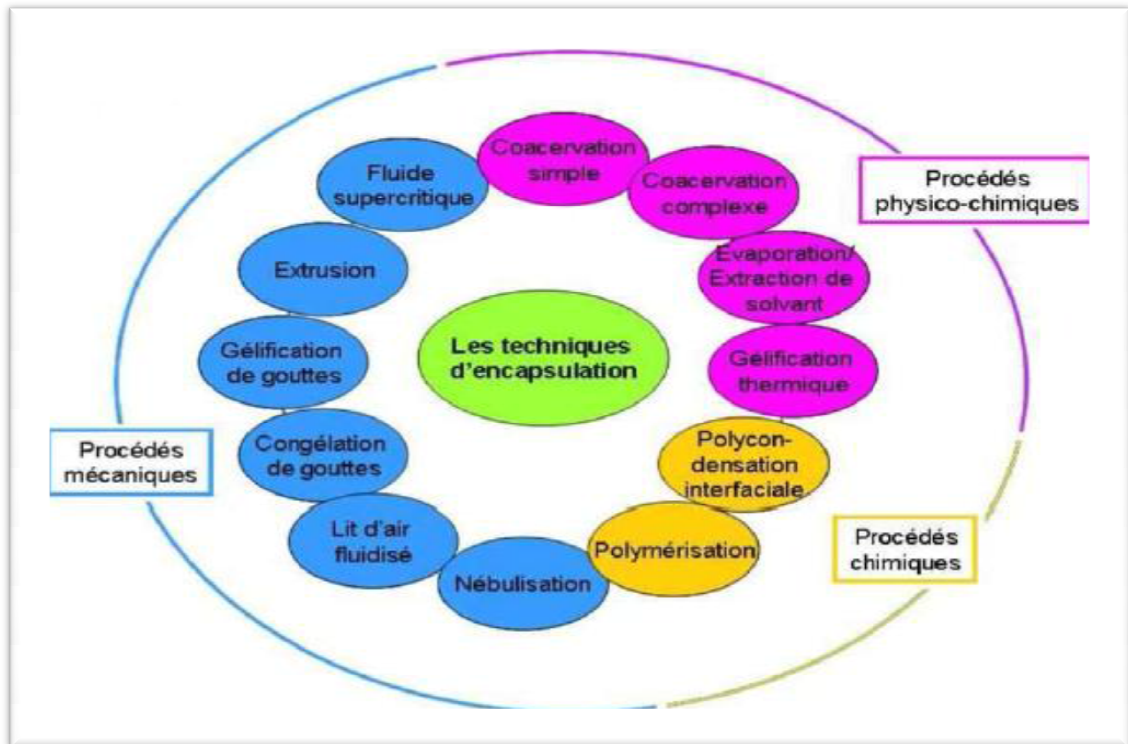 Coacervation
simple
Coacervation
complexe
Evaporation/
Extraction de
solvant
Gélification
thermique
Polycon-
densation
interfaciale
Polymérisation
Nébulisation
Lit d'air
fluidisé
Congélation
de gouttes
Gélification
de gouttes
Extrusion
Fluide
supercritique
Les techniques
d'encapsulation
Procédés
physico-chimiques
Procédés
chimiques
Procédés
mécaniques